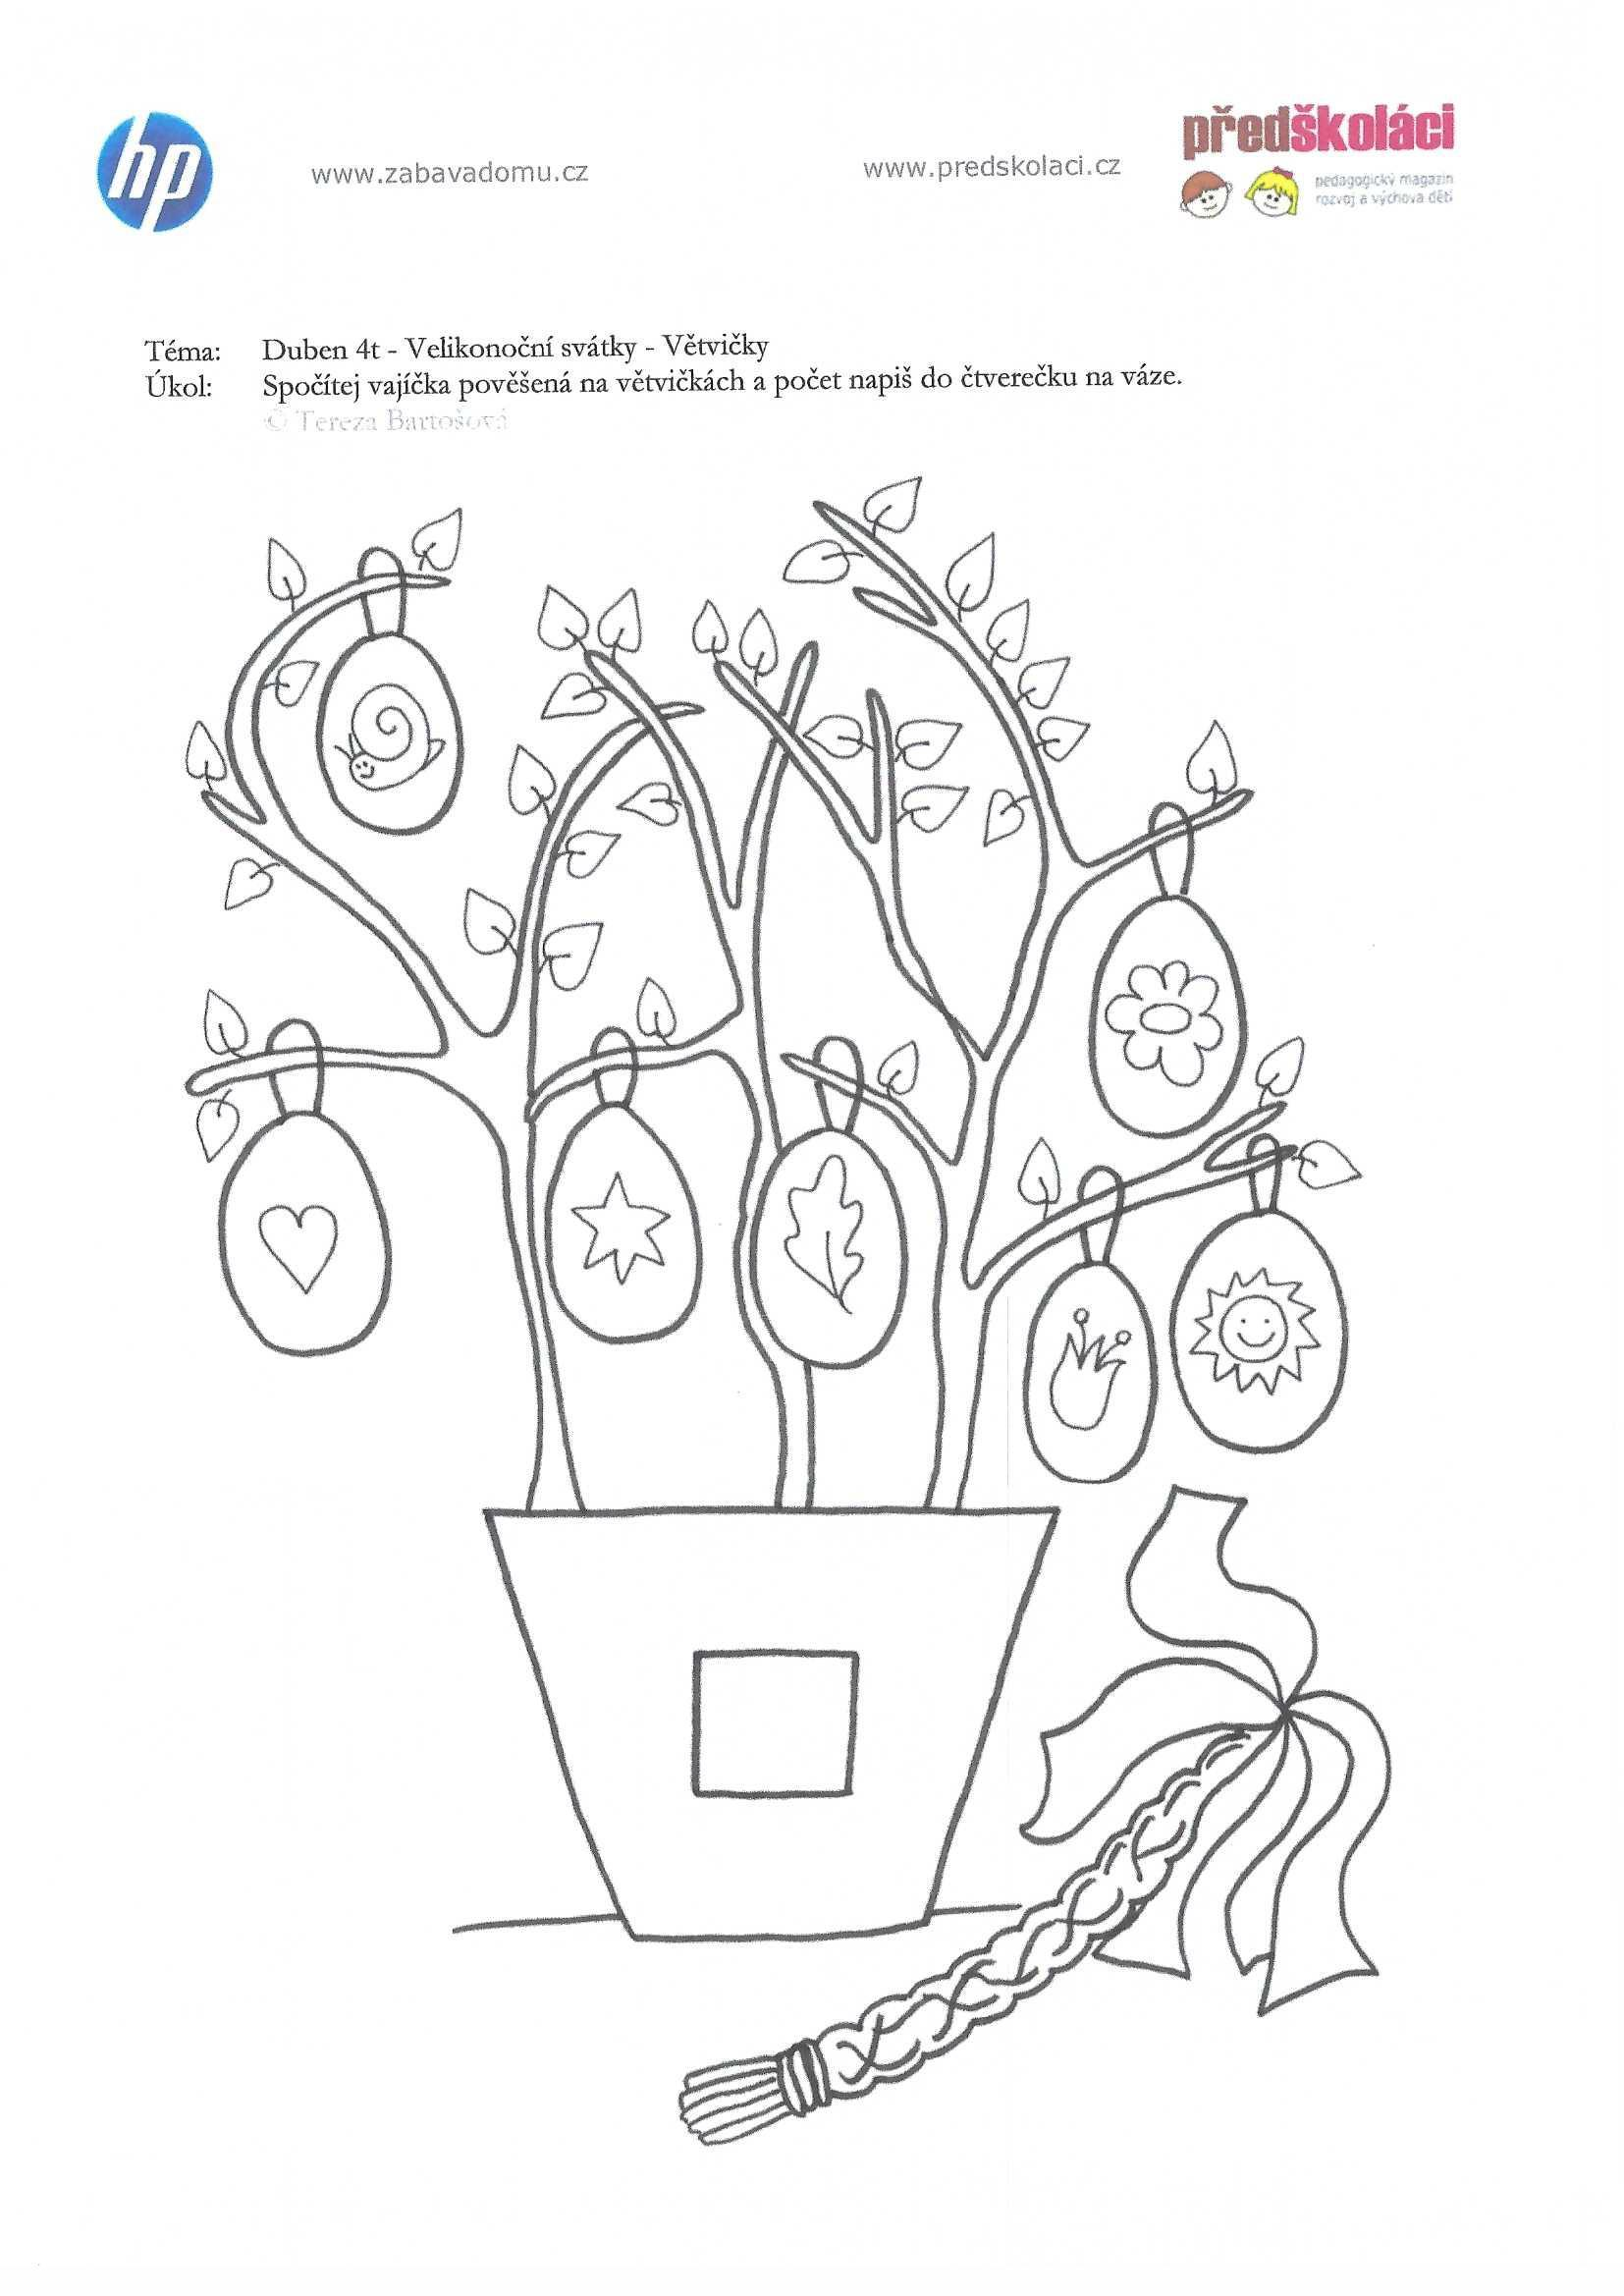 hp
www.zabavadomu.cz
www.predskolaci.cz
předškoláci
pedagogický magazín
rozvoj a výchova dětí
Téma: Duben 4t - Velikonoční svátky - Větvičky
Úkol: Spočítej vajíčka pověšená na větvičkách a počet napiš do čtverečku na váze.
© Tereza Bartošová